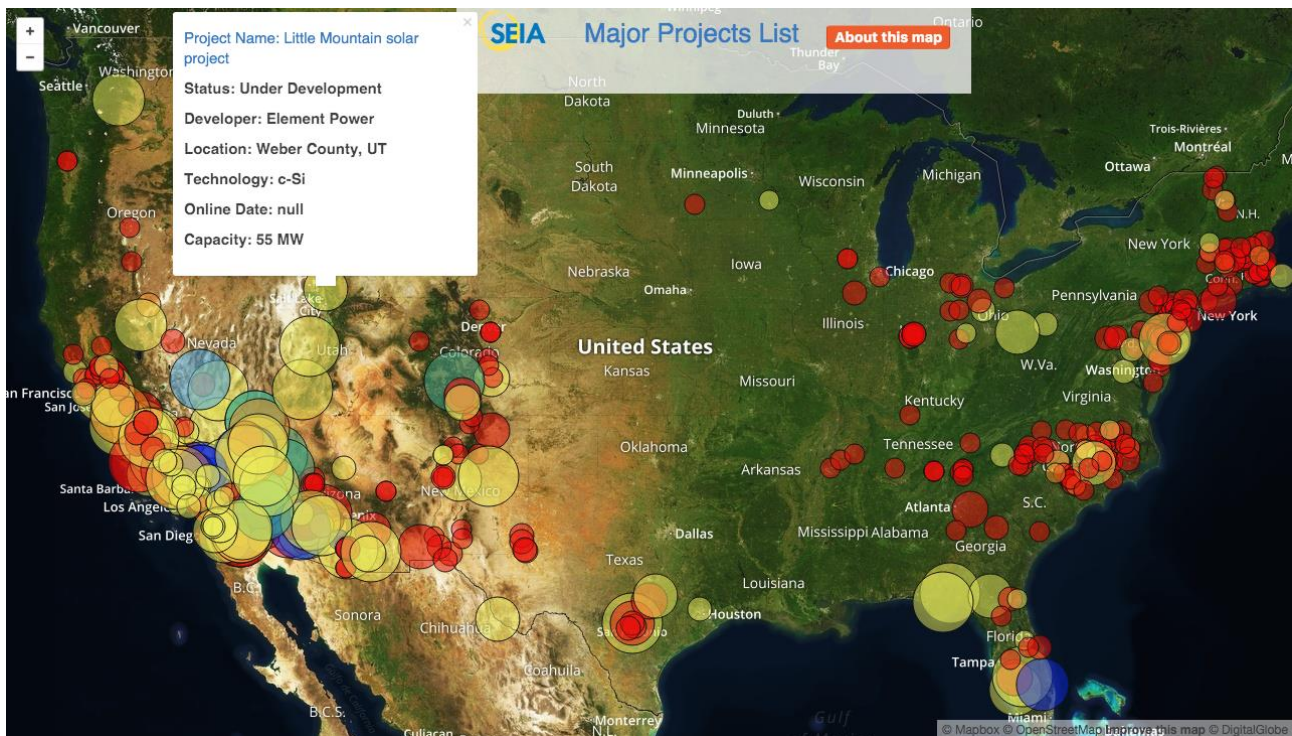 +
−
Project Name: Little Mountain solar
project
Status: Under Development
Developer: Element Power
Location: Weber County, UT
Technology: c-Si
Online Date: null
Capacity: 55 MW
×
SEIA
Major Projects List
About this map
Vancouver
Washington
Seattle
Oregon
Ontario
Thunder
Bay
North
Dakota
Duluth
Minnesota
South
Dakota
Minneapolis
Wisconsin
Michigan
Trois-Rivières
Montréal
Ottawa
N.H.
New York
Nebraska
Iowa
Omaha
Chicago
Pennsylvania
Ohio
Illinois
New York
Nevada
Utah
Colorado
United States
Kansas
Missouri
W.Va.
Washington
Virginia
Kentucky
San Jose
Oklahoma
Tennessee
Arkansas
New Mexico
Los Angeles
San Diego
Atlanta
S.C.
Dallas
Mississippi
Alabama
Georgia
Texas
Louisiana
B.C.
Sonora
Chihuahua
Houston
Florida
Tampa
Coahuila
Miami
B.C.S.
Monterrey
N.L.
Gulf
Culiacan
© Mapbox © OpenStreetMap Improve this map © DigitalGlobe